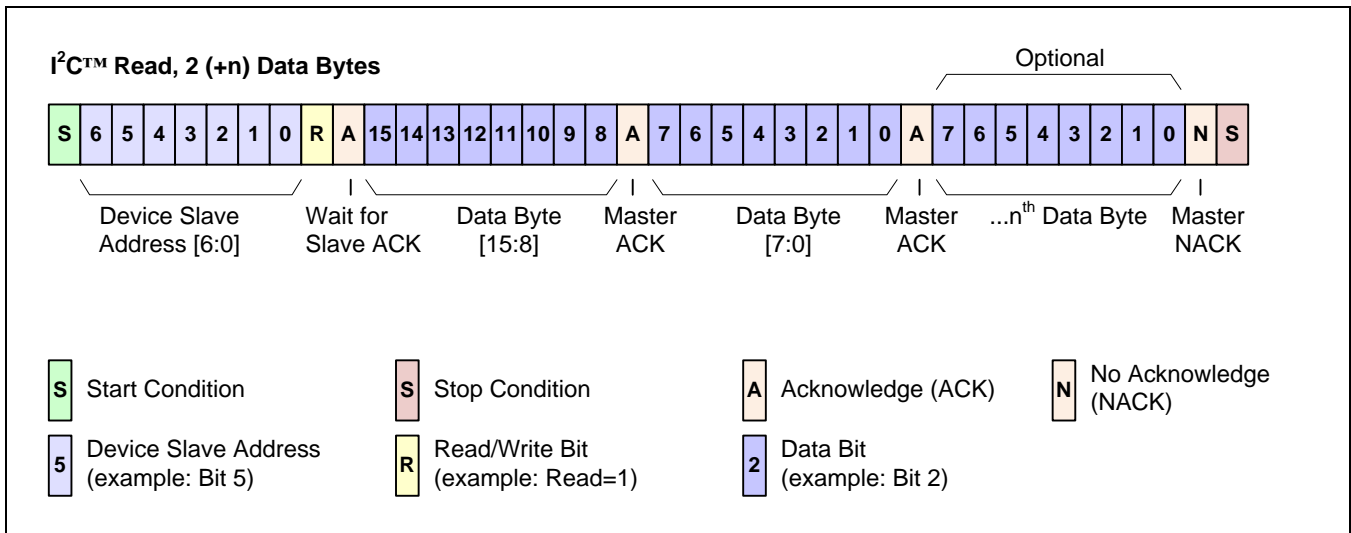 I²C™ Read, 2 (+n) Data Bytes
Optional
S 6 5 4 3 2 1 0 R A 15 14 13 12 11 10 9 8 A 7 6 5 4 3 2 1 0 A 7 6 5 4 3 2 1 0 N S
Device Slave
Address [6:0]
Wait for
Slave ACK
Data Byte
[15:8]
Master
ACK
Data Byte
[7:0]
Master
ACK
...nth Data Byte
Master
NACK
S Start Condition
S Stop Condition
A Acknowledge (ACK)
N No Acknowledge
(NACK)
5 Device Slave Address
(example: Bit 5)
R Read/Write Bit
(example: Read=1)
2 Data Bit
(example: Bit 2)